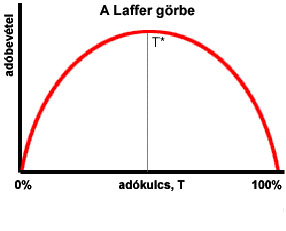 A Laffer görbe
adóbevétel
T*
0%
adókulcs, T
100%